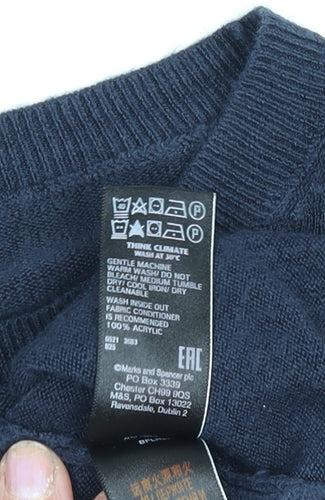 THINK CLIMATE
WASH AT 30°C
GENTLE MACHINE
WARM WASH/ DO NOT
BLEACH/ MEDIUM TUMBLE
DRY/ COOL IRON/ DRY
CLEANABLE
WASH INSIDE OUT
FABRIC CONDITIONER
IS RECOMMENDED
100% ACRYLIC
EAC
©Marks and Spencer plc
PO Box 3339
Chester CH99 9QS
M&S, PO Box 13022
Ravensdale, Dublin 2